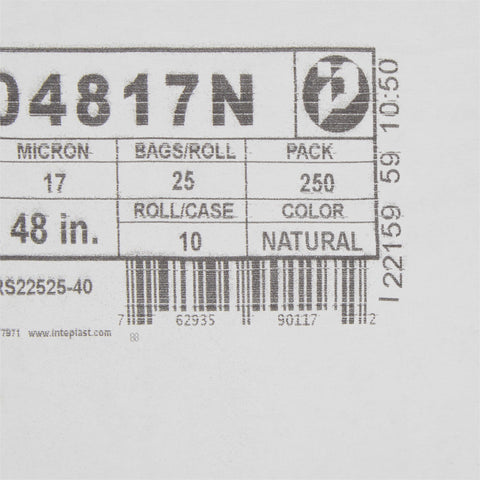 04817N
MICRON BAGS/ROLL PACK
17 25 250
48 in. ROLL/CASE COLOR
10 NATURAL
RS22525-40
7 62935 90117 2
7971 www.inteplast.com
88
122159 59 10:50